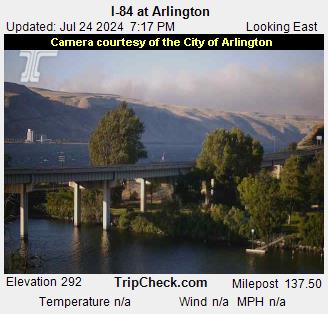 I-84 at Arlington
Updated: Jul 24 2024 7:17 PM Looking East
Camera courtesy of the City of Arlington
Elevation 292 TripCheck.com Milepost 137.50
Temperature n/a Wind n/a MPH n/a